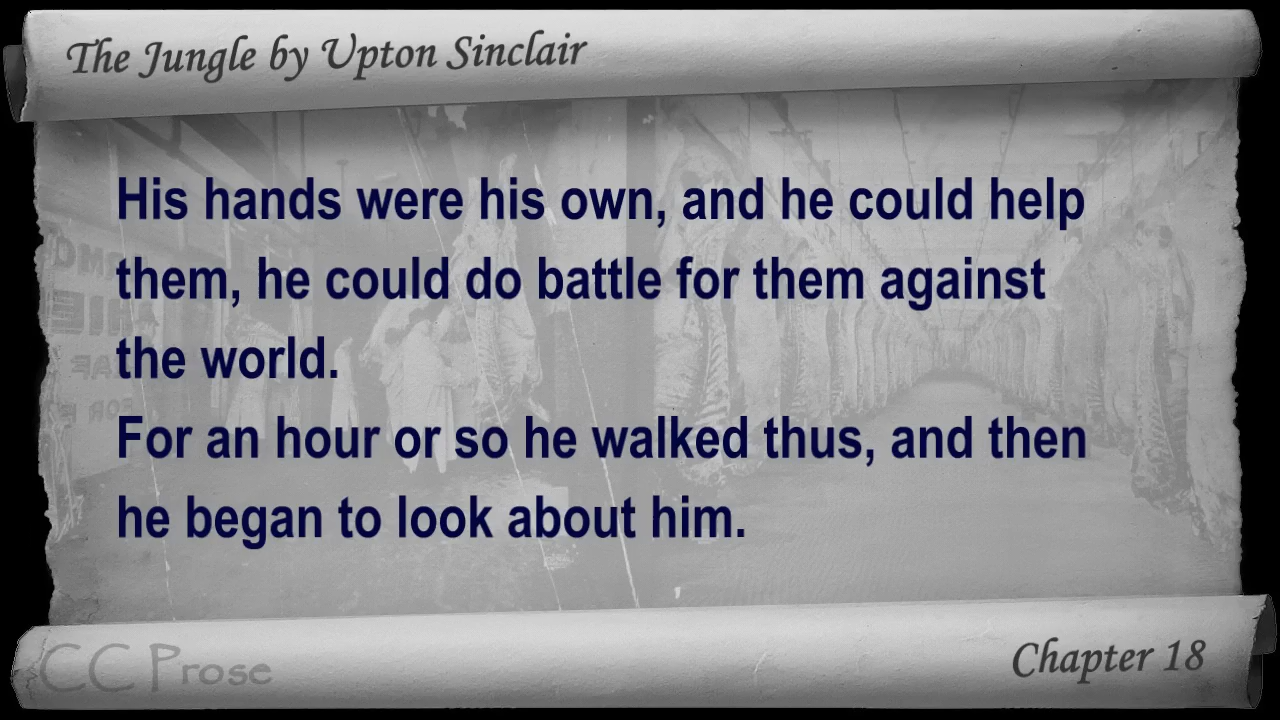 The Jungle by Upton Sinclair
His hands were his own, and he could help
them, he could do battle for them against
the world.
For an hour or so he walked thus, and then
he began to look about him.
CC Prose
Chapter 18